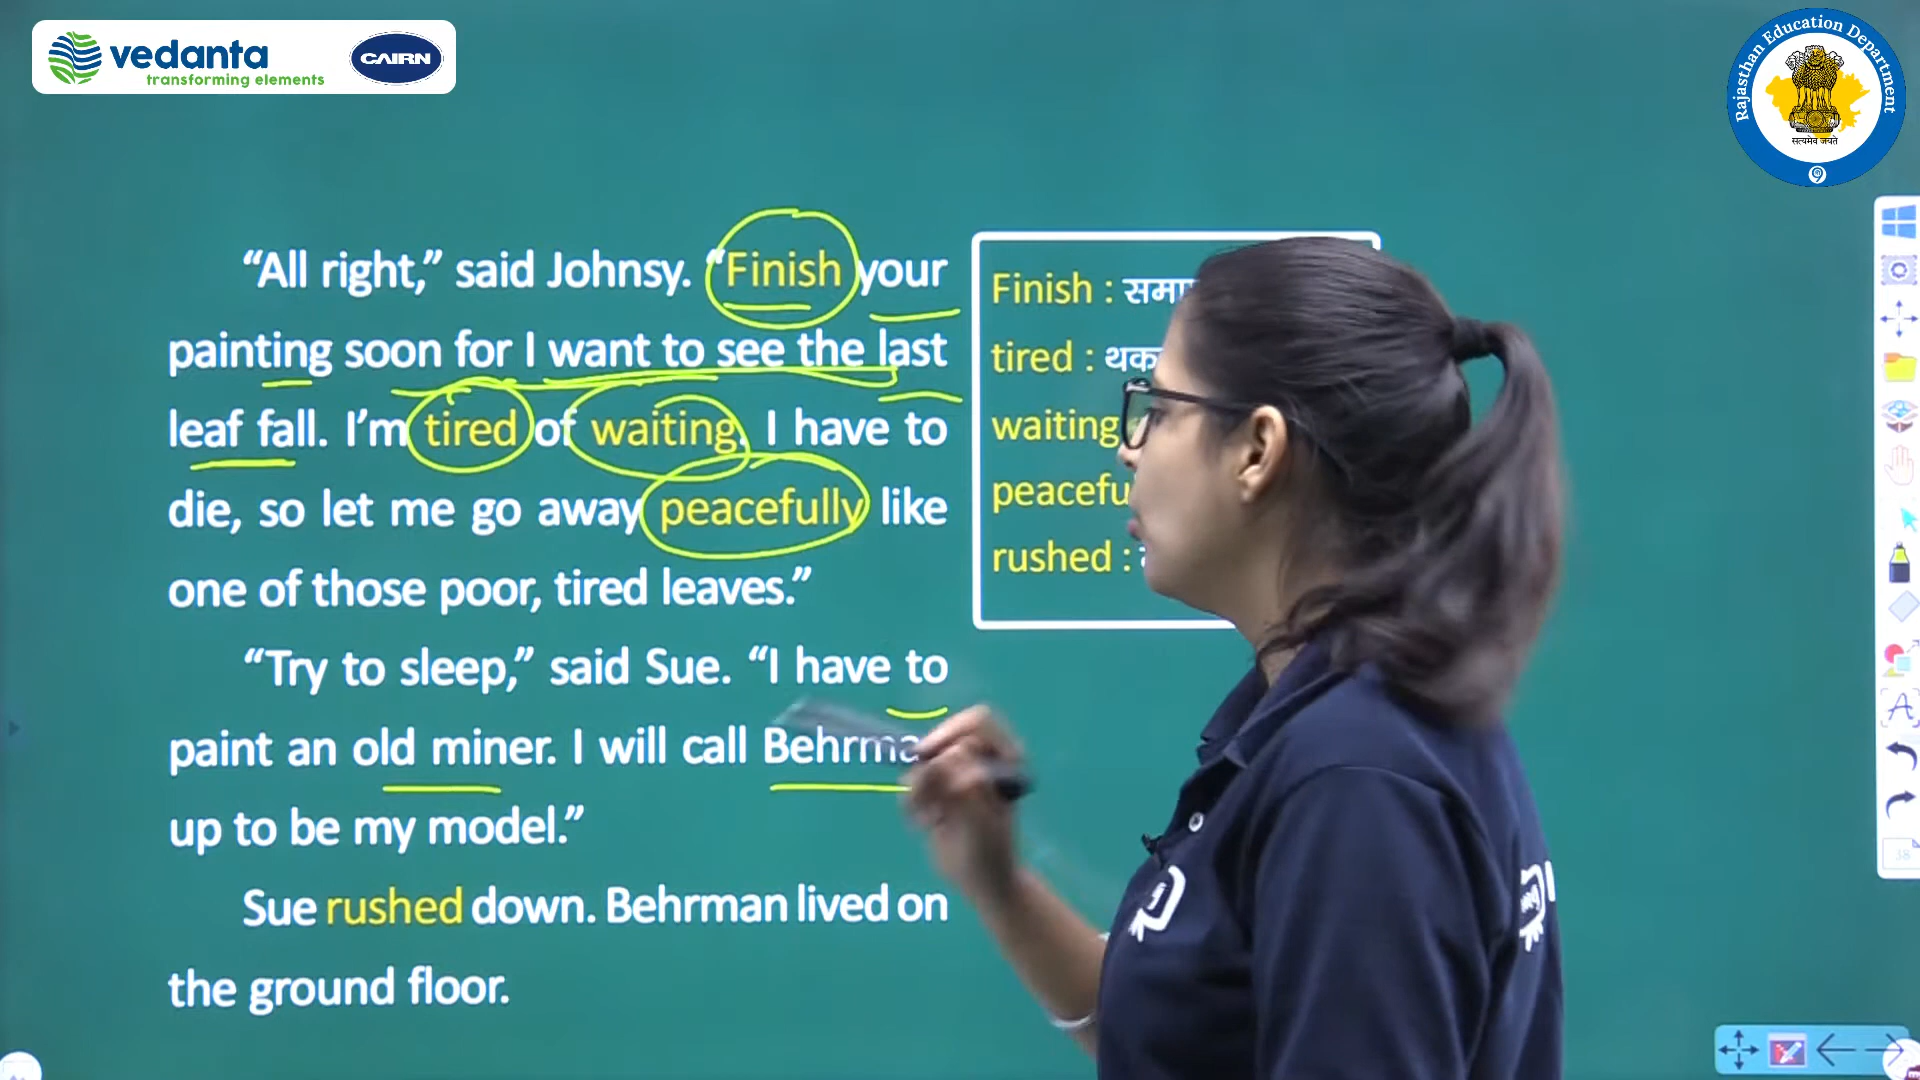 vedanta
transforming elements
CAIRN
Rajasthan Education Department
सत्यमेव जयते
“All right,” said Johnsy. “Finish your
painting soon for I want to see the last
leaf fall. I’m tired of waiting. I have to
die, so let me go away peacefully like
one of those poor, tired leaves.”
“Try to sleep,” said Sue. “I have to
paint an old miner. I will call
up to be my model.”
Sue rushed down. Behrman lived on
the ground floor.
Finish :
tired :
waiting
rushed :
38